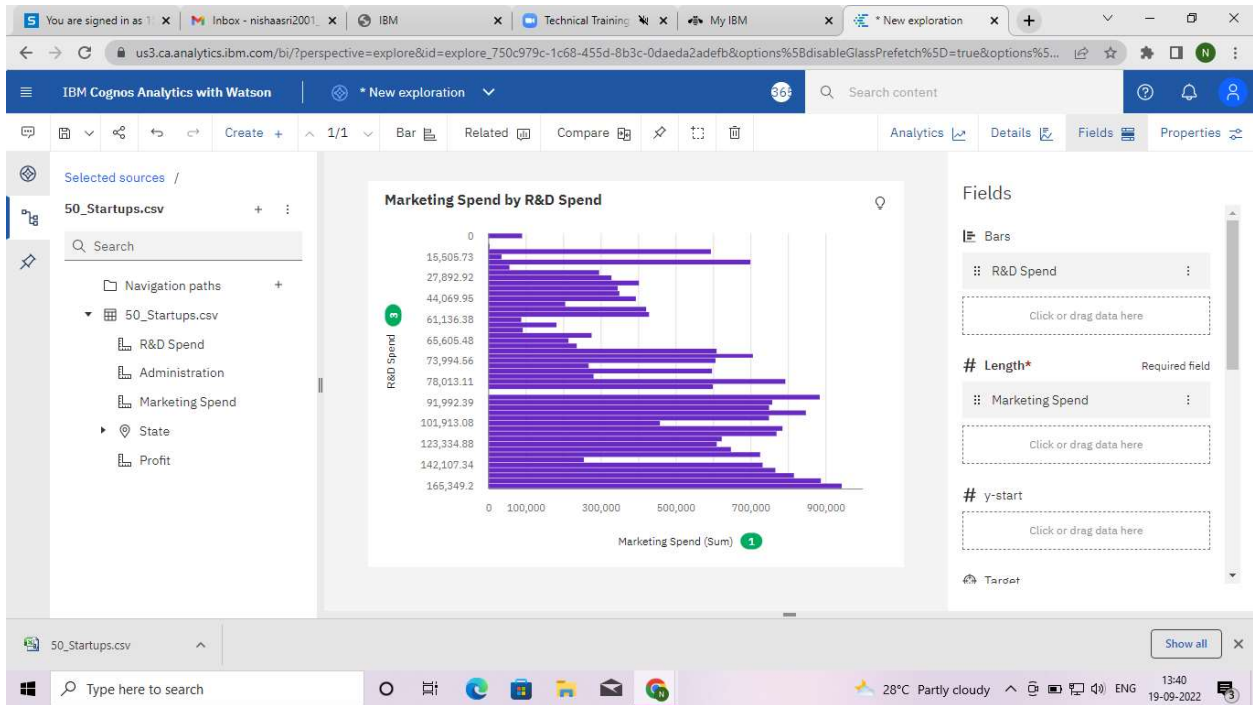 You are signed in as 1
Inbox - nishaasri2001_
IBM
Technical Training
My IBM
* New exploration
us3.ca.analytics.ibm.com/bi/?perspective=explore&id=explore_750c979c-1c68-455d-8b3c-0daeda2adefb&options%5BdisableGlassPrefetch%5D=true&options%5...
N
IBM Cognos Analytics with Watson
* New exploration
Search content
Create +
1/1
Bar
Related
Compare
Analytics
Details
Fields
Properties
Selected sources /
50_Startups.csv
Search
Navigation paths
50_Startups.csv
R&D Spend
Administration
Marketing Spend
State
Profit
Marketing Spend by R&D Spend
0
15,505.73
27,892.92
44,069.95
61,136.38
65,605.48
73,994.56
78,013.11
91,992.39
101,913.08
123,334.88
142,107.34
165,349.2
R&D Spend
3
0 100,000 300,000 500,000 700,000 900,000
Marketing Spend (Sum) 1
Fields
Bars
R&D Spend
Click or drag data here
# Length* Required field
Marketing Spend
Click or drag data here
# y-start
Click or drag data here
Target
50_Startups.csv
Show all
Type here to search
28°C Partly cloudy
ENG
13:40
19-09-2022
3